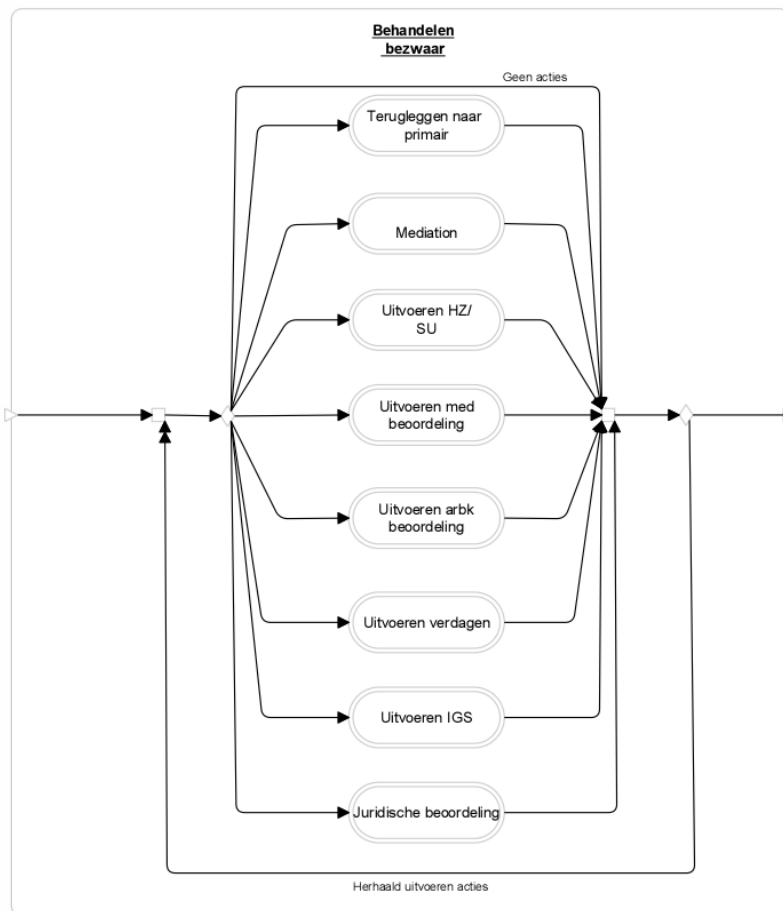 Behandelen
bezwaar
Geen acties
Terugleggen naar
primair
Mediation
Uitvoeren HZ/
SU
Uitvoeren med
beoordeling
Uitvoeren arbk
beoordeling
Uitvoeren verdagen
Uitvoeren IGS
Juridische beoordeling
Herhaald uitvoeren acties